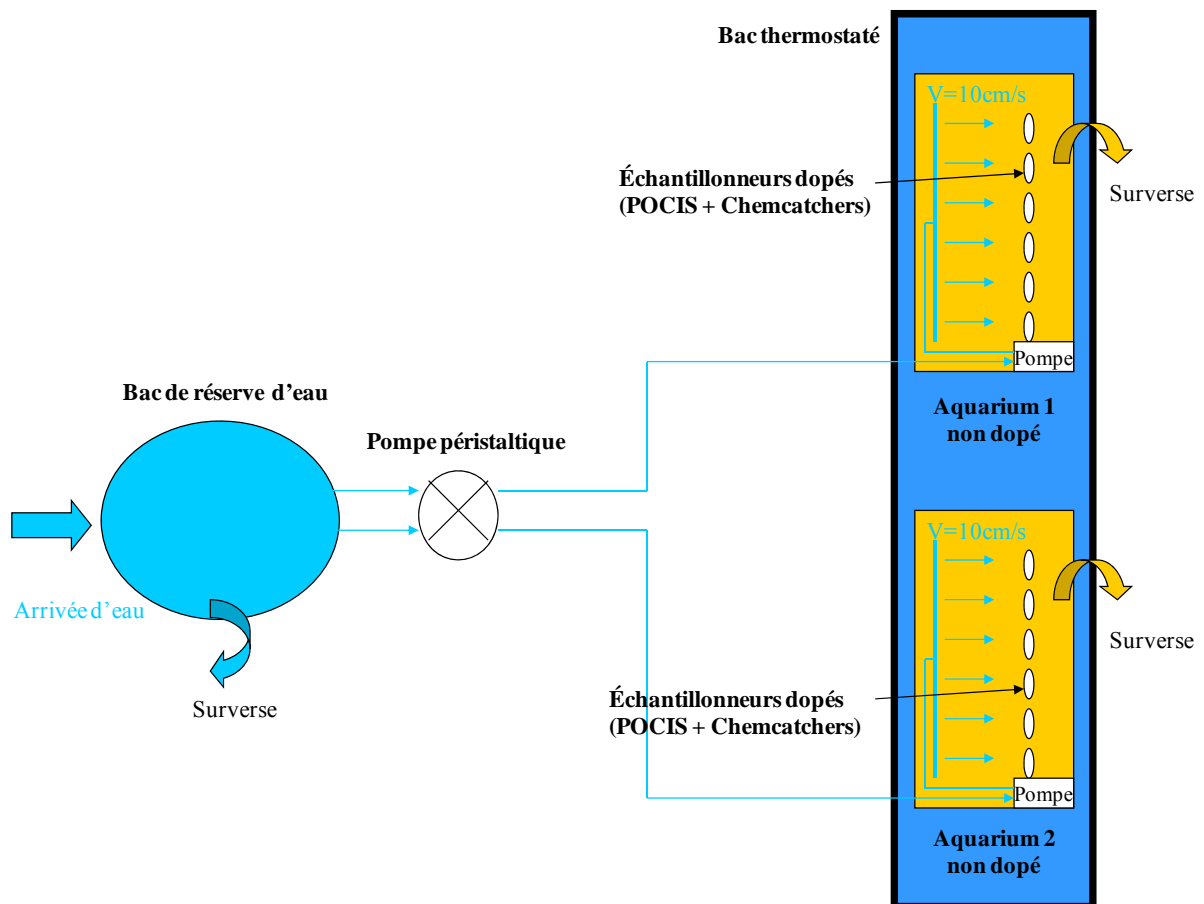 Bac thermostaté
V=10cm/s
Échantillonneurs dopés
(POCIS + Chemcatchers)
Surverse
Pompe
Aquarium 1
non dopé
Bac de réserve d’eau
Pompe péristaltique
Arrivée d’eau
Surverse
V=10cm/s
Surverse
Échantillonneurs dopés
(POCIS + Chemcatchers)
Pompe
Aquarium 2
non dopé